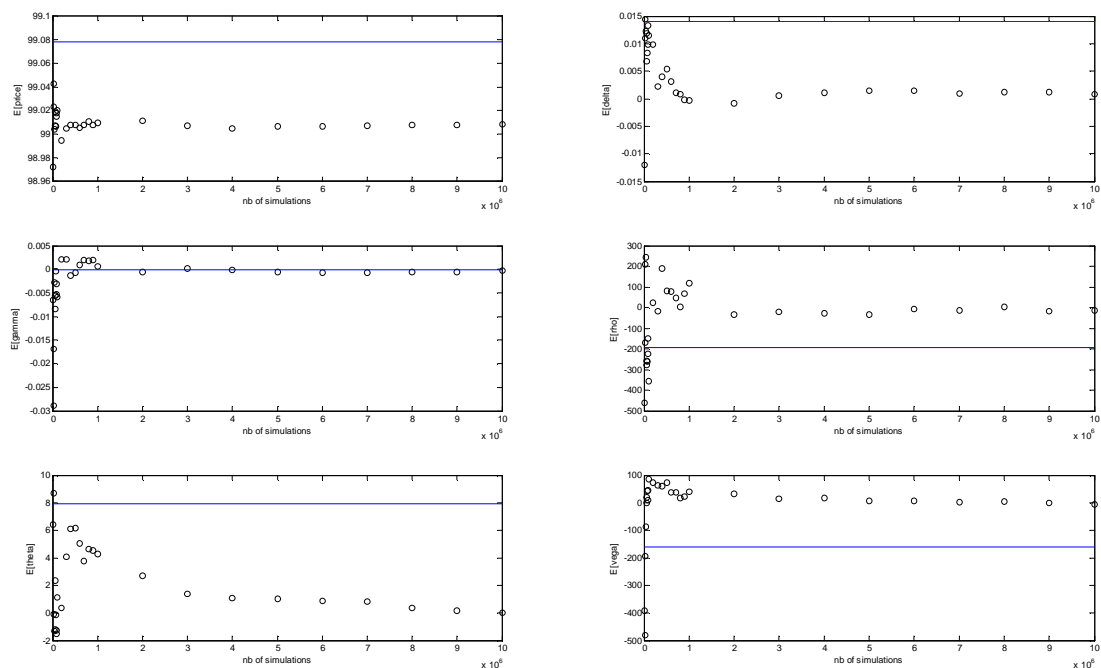 99.1
99.08
99.06
99.04
99.02
99
98.98
98.96
E[price]
0 1 2 3 4 5 6 7 8 9 10
nb of simulations
x 10^6
0.015
0.01
0.005
0
-0.005
-0.01
-0.015
E[delta]
0 1 2 3 4 5 6 7 8 9 10
nb of simulations
x 10^6
0.005
0
-0.005
-0.01
-0.015
-0.02
-0.025
-0.03
E[gamma]
0 1 2 3 4 5 6 7 8 9 10
nb of simulations
x 10^6
300
200
100
0
-100
-200
-300
-400
-500
E[rho]
0 1 2 3 4 5 6 7 8 9 10
nb of simulations
x 10^6
10
8
6
4
2
0
-2
E[theta]
0 1 2 3 4 5 6 7 8 9 10
nb of simulations
x 10^6
100
0
-100
-200
-300
-400
-500
E[vega]
0 1 2 3 4 5 6 7 8 9 10
nb of simulations
x 10^6